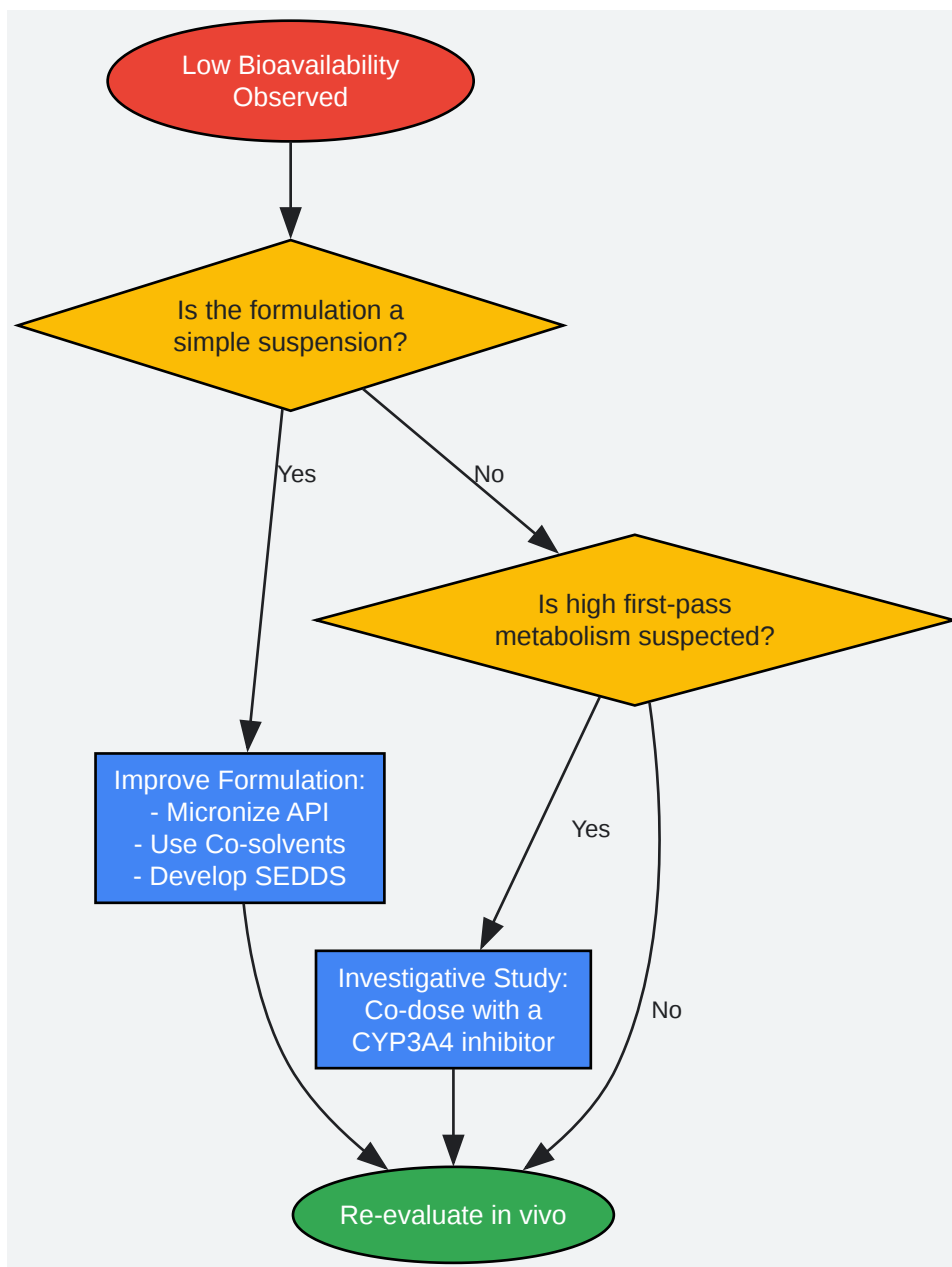 Low Bioavailability
Observed
Is the formulation a
simple suspension?
Yes
No
Is high first-pass
metabolism suspected?
Improve Formulation:
- Micronize API
- Use Co-solvents
- Develop SEDDS
Yes
Investigative Study:
Co-dose with a
CYP3A4 inhibitor
No
Re-evaluate in vivo